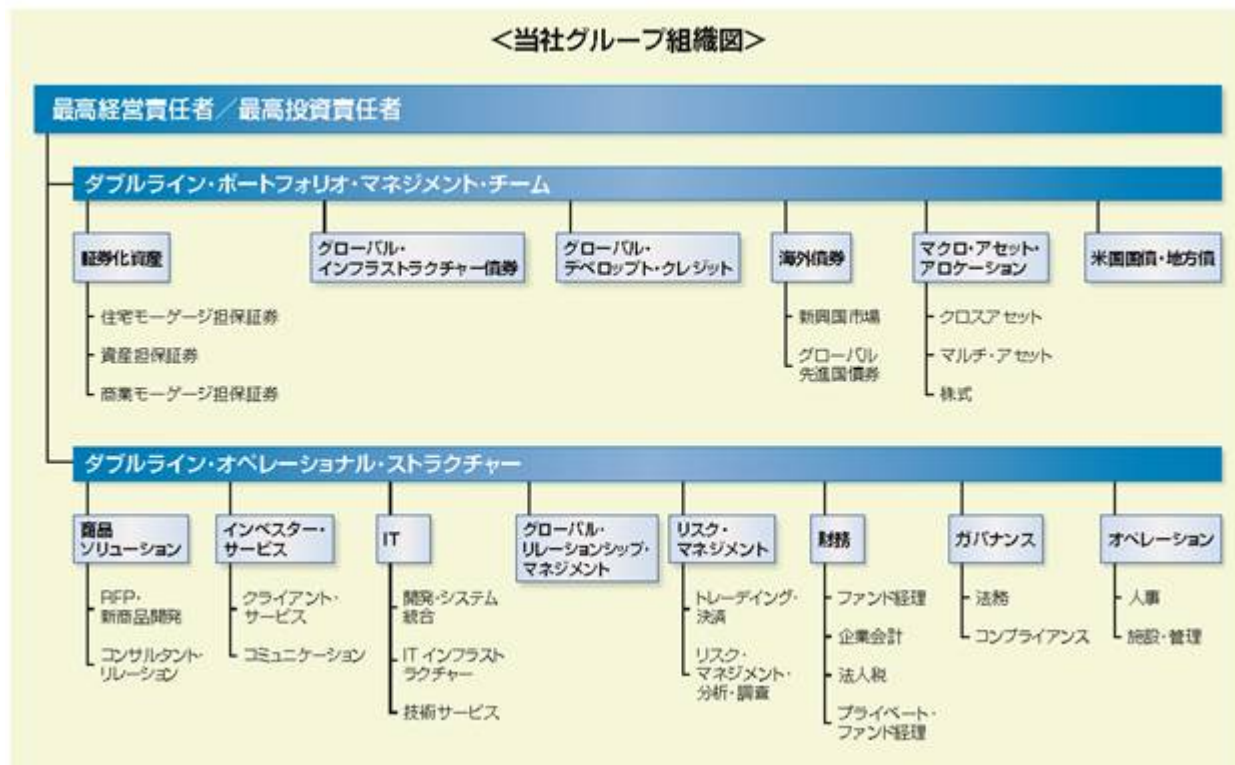 <当社グループ組織図>
最高経営責任者/最高投資責任者
ダブルライン・ポートフォリオ・マネジメント・チーム
証券化資産
住宅モーゲージ担保証券
資産担保証券
商業モーゲージ担保証券
グローバル・
インフラストラクチャー債券
グローバル・
デベロップト・クレジット
海外債券
新興国市場
グローバル
先進国債券
マクロ・アセット・
アロケーション
クロスアセット
マルチ・アセット
株式
米国国債・地方債
ダブルライン・オペレーショナル・ストラクチャー
商品
ソリューション
RFP・
新商品開発
コンサルタント・
リレーション
インベスター・
サービス
クライアント・
サービス
コミュニケーション
IT
開発・システム
統合
IT インフラスト
ラクチャー
技術サービス
グローバル・
リレーションシップ・
マネジメント
リスク・
マネジメント
トレーディング・
決済
リスク・
マネジメント・
分析・調査
財務
ファンド経理
企業会計
法人税
プライベート・
ファンド経理
ガバナンス
法務
コンプライアンス
オペレーション
人事
施設・管理